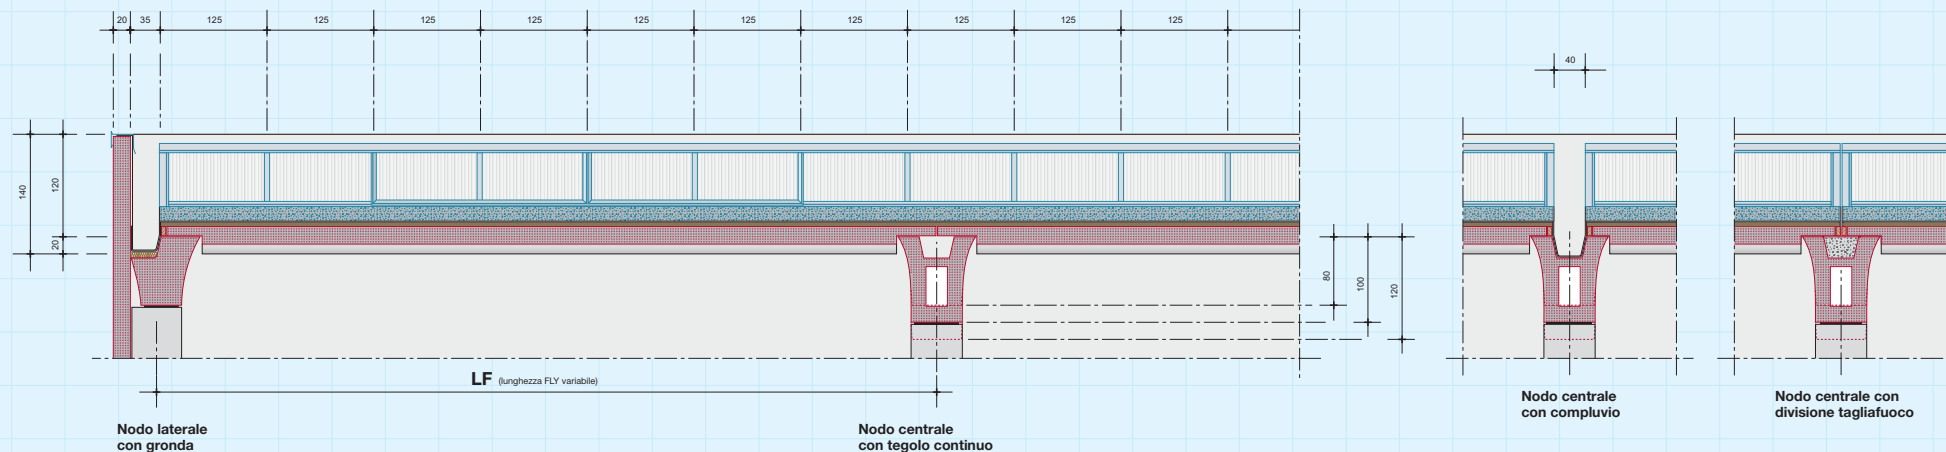 20 35 125 125 125 125 125 125 125 125 125 125
40
140
120
20
80
100
120
LF (lunghezza FLY variabile)
Nodo laterale
con gronda
Nodo centrale
con tegolo continuo
Nodo centrale
con compluvio
Nodo centrale con
divisione tagliafuoco